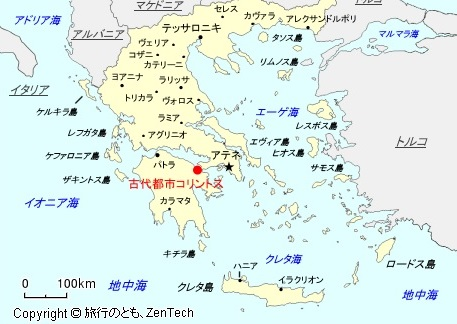 マケドニア
セレス
カヴァラ
アレクサンドルポリ
トルコ
アドリア海
アルバニア
テッサロニキ
タソス島
マルマラ海
ヴェリア
コザニ
カテリーニ
リムノス島
イタリア
ヨアニナ
ラリッサ
ケルキラ島
トリカラ
ヴォロス
エーゲ海
ラミア
レスボス島
レフカダ島
アグリニオ
エヴィア島
トルコ
ケファロニア島
パトラ
アテネ
ヒオス島
ザキントス島
古代都市コリントス
サモス島
イオニア海
カラマタ
キチラ島
クレタ海
ロードス島
0 100km
地中海
クレタ島
ハニア
イラクリオン
地中海
Copyright © 旅行のとも、ZenTech